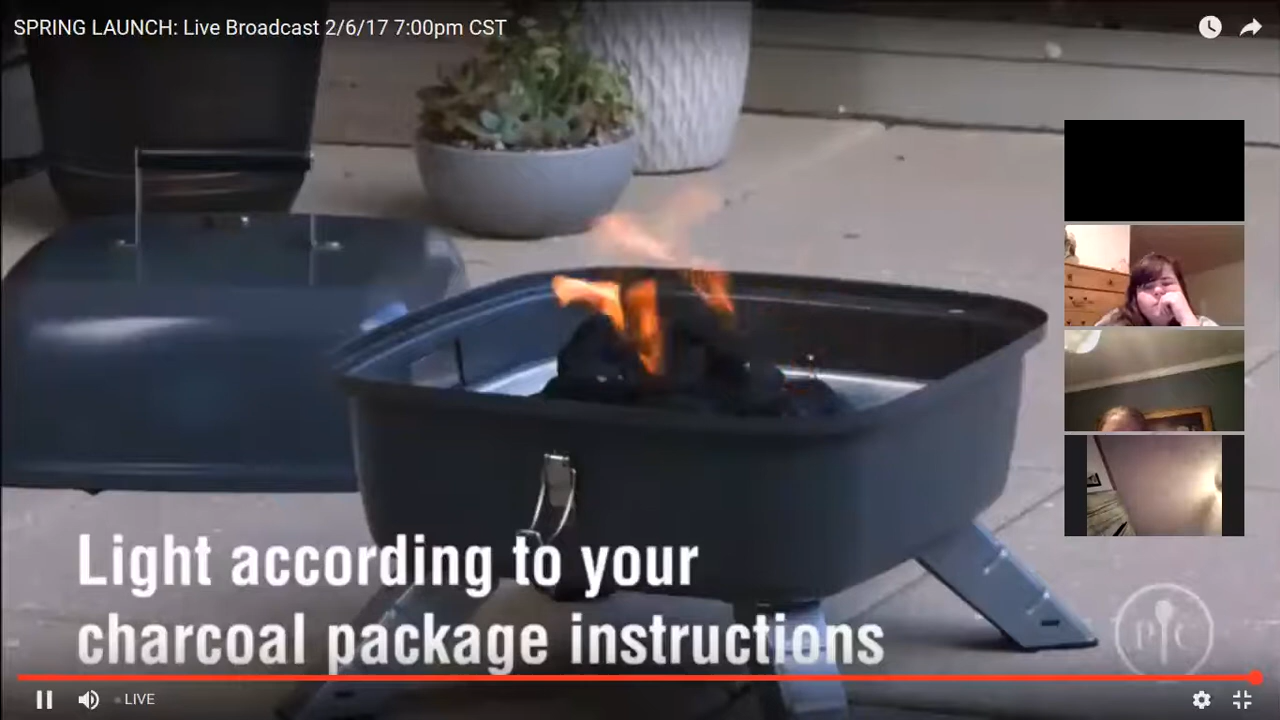 SPRING LAUNCH: Live Broadcast 2/6/17 7:00pm CST
Light according to your
charcoal package instructions
P C
LIVE